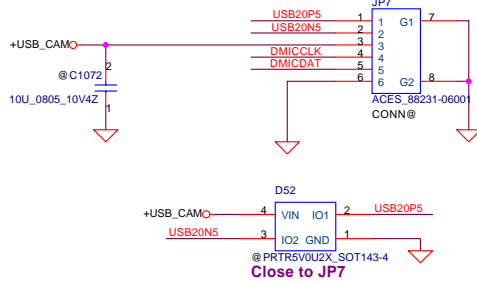 JP7
USB20P5 1 1 G1 7
USB20N5 2 2
+USB_CAM 3 3
DMICCLK 4 4
DMICDAT 5 5
6 6 G2 8
@ C1072 2
10U_0805_10V4Z 1
ACES_88231-06001
CONN@
D52
+USB_CAM 4 VIN IO1 2 USB20P5
USB20N5 3 IO2 GND 1
@ PRTR5V0U2X_SOT143-4
Close to JP7